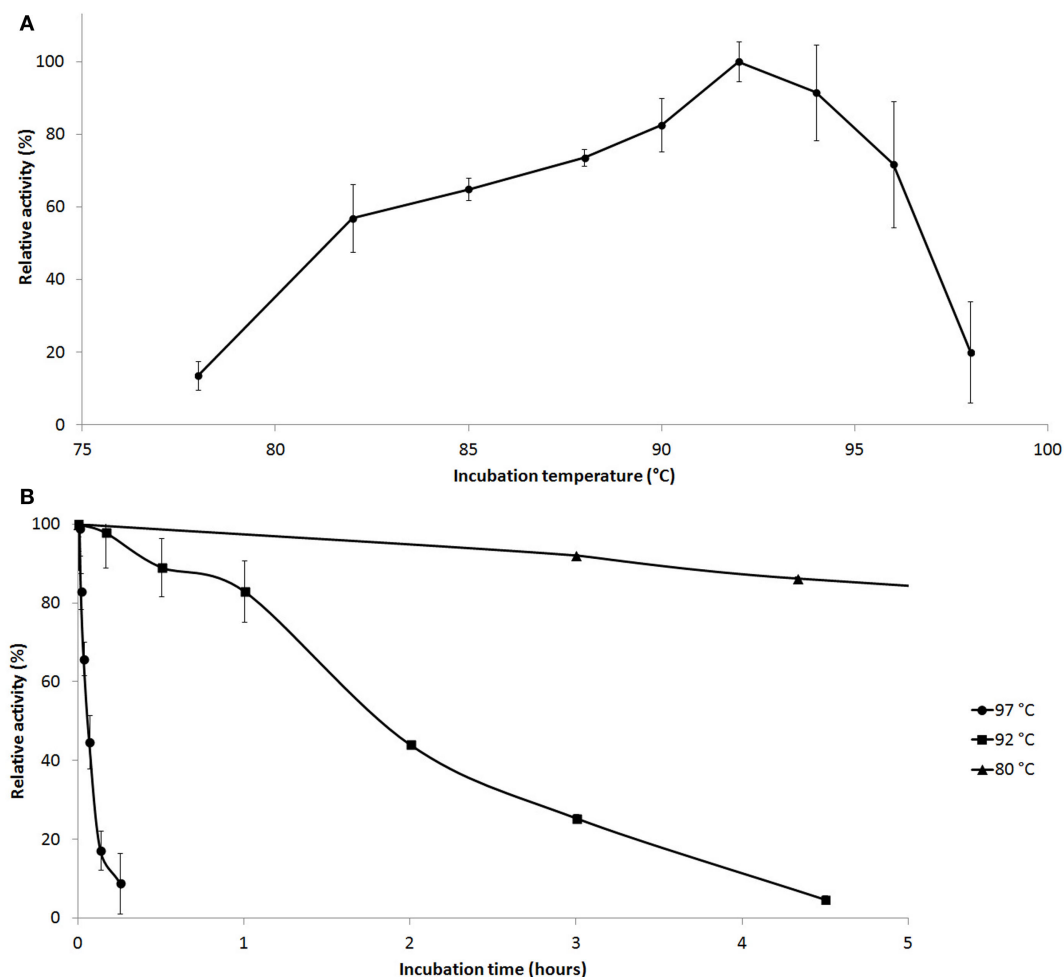 A
Relative activity (%)
100
80
60
40
20
0
75 80 85 90 95 100
Incubation temperature (°C)
B
Relative activity (%)
100
80
60
40
20
0
0 1 2 3 4 5
Incubation time (hours)
97 °C
92 °C
80 °C